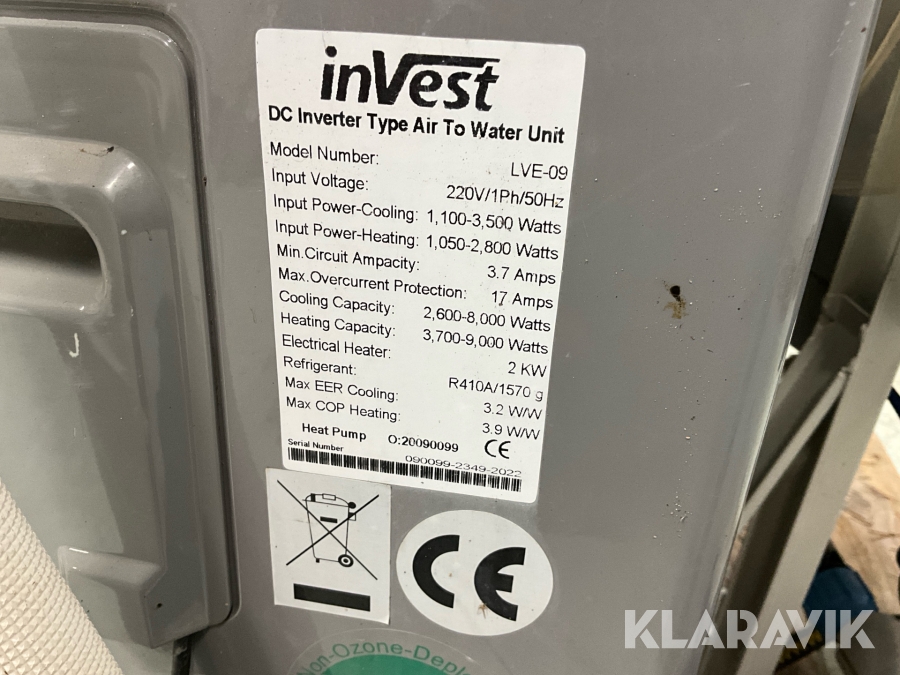 inVest
DC Inverter Type Air To Water Unit
Model Number: LVE-09
Input Voltage: 220V/1Ph/50Hz
Input Power-Cooling: 1,100-3,500 Watts
Input Power-Heating: 1,050-2,800 Watts
Min.Circuit Ampacity: 3.7 Amps
Max.Overcurrent Protection: 17 Amps
Cooling Capacity: 2,600-8,000 Watts
Heating Capacity: 3,700-9,000 Watts
Electrical Heater: 2 KW
Refrigerant: R410A/1570 g
Max EER Cooling: 3.2 W/W
Max COP Heating: 3.9 W/W
Heat Pump O:20090099 CE
Serial Number 090099-2349-2022
CE
Non-Ozone-Deple
KLARAVIK